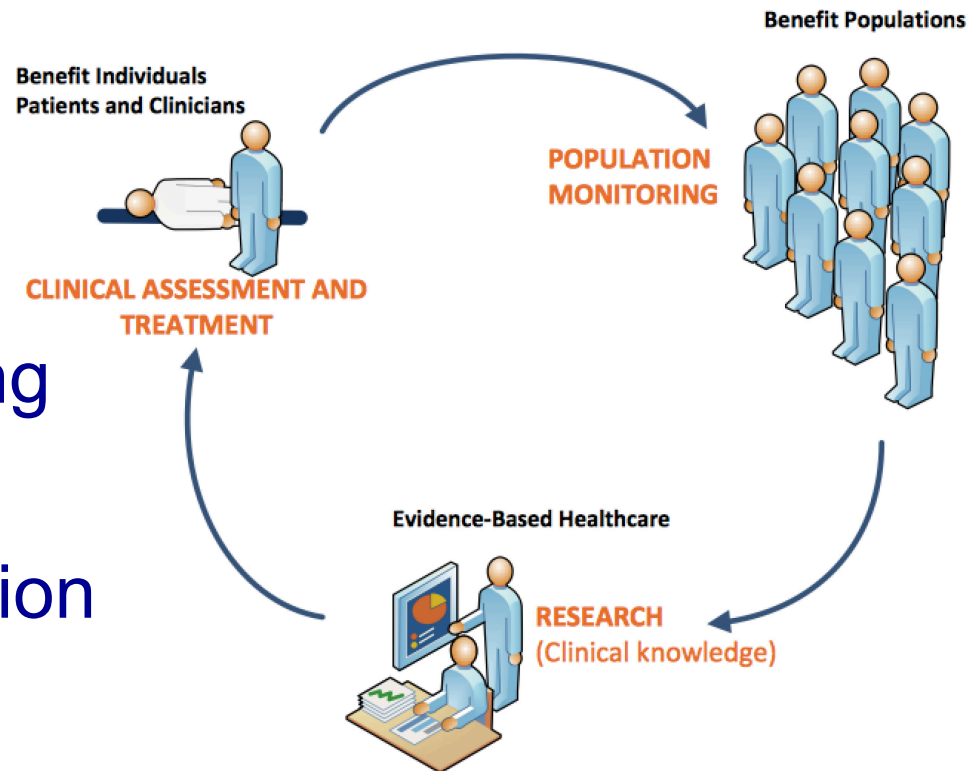 Benefit Populations
Benefit Individuals
Patients and Clinicians
POPULATION
MONITORING
CLINICAL ASSESSMENT AND
TREATMENT
ng
Evidence-Based Healthcare
ion
RESEARCH
(Clinical knowledge)